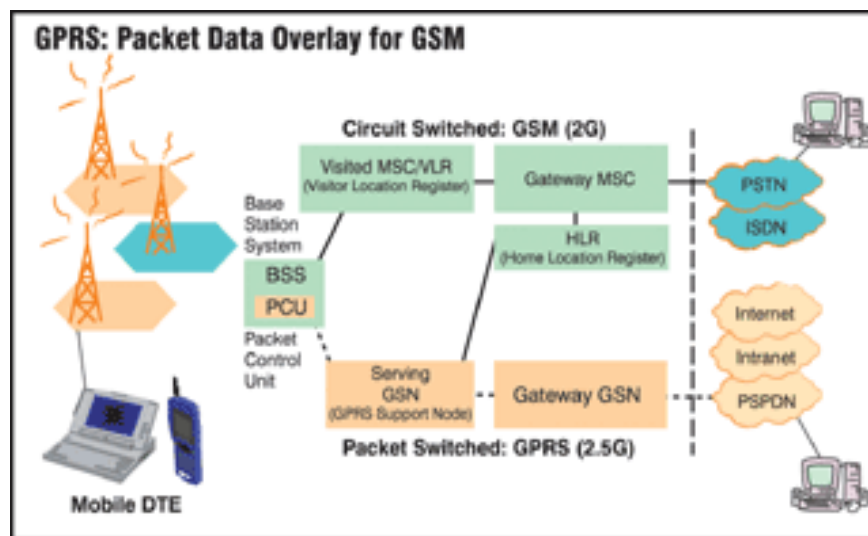 GPRS: Packet Data Overlay for GSM
Circuit Switched: GSM (2G)
Visited MSC/VLR
(Visitor Location Register)
Gateway MSC
PSTN
ISDN
Base
Station
System
HLR
(Home Location Register)
BSS
PCU
Packet
Control
Unit
Serving
GSN
(GPRS Support Node)
Gateway GSN
Internet
Intranet
PSPDN
Packet Switched: GPRS (2.5G)
Mobile DTE